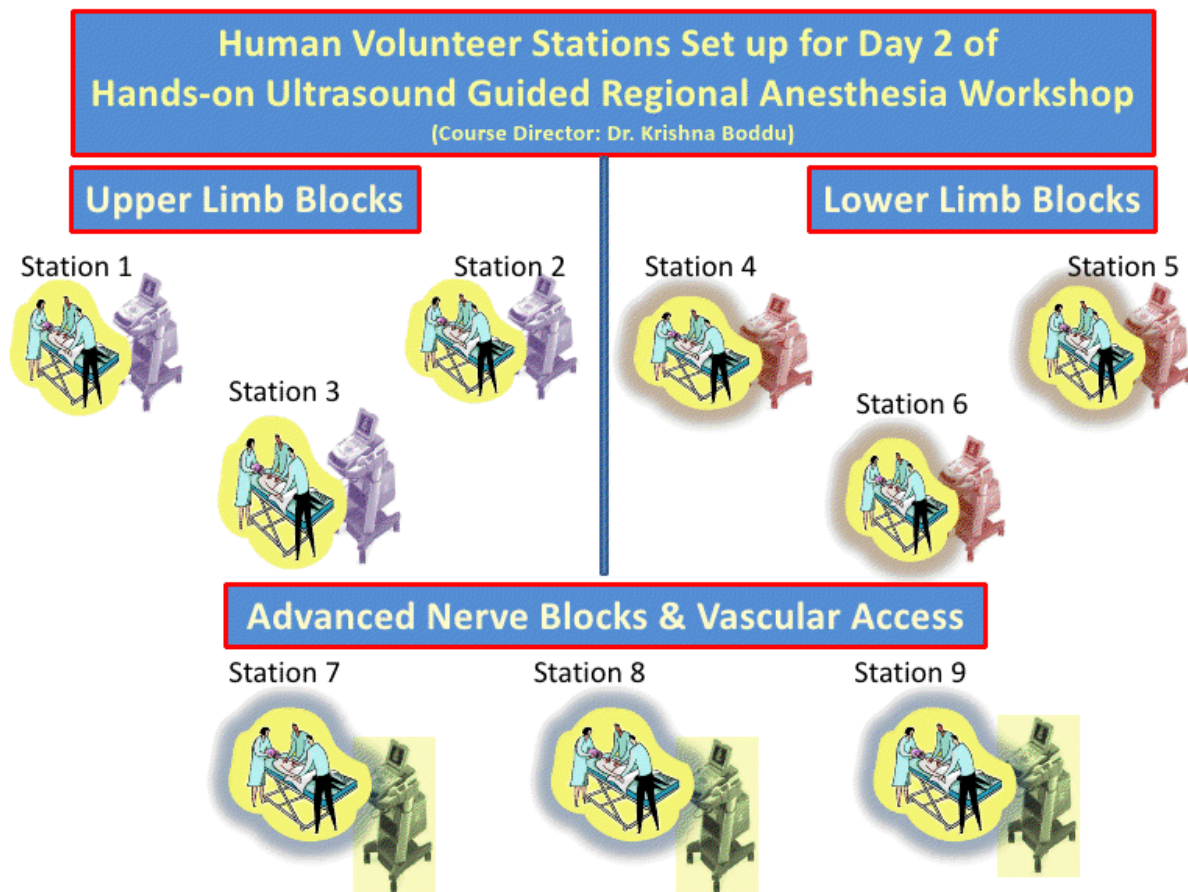 Human Volunteer Stations Set up for Day 2 of
Hands-on Ultrasound Guided Regional Anesthesia Workshop
(Course Director: Dr. Krishna Boddu)
Upper Limb Blocks
Lower Limb Blocks
Station 1
Station 2
Station 3
Station 4
Station 5
Station 6
Advanced Nerve Blocks & Vascular Access
Station 7
Station 8
Station 9